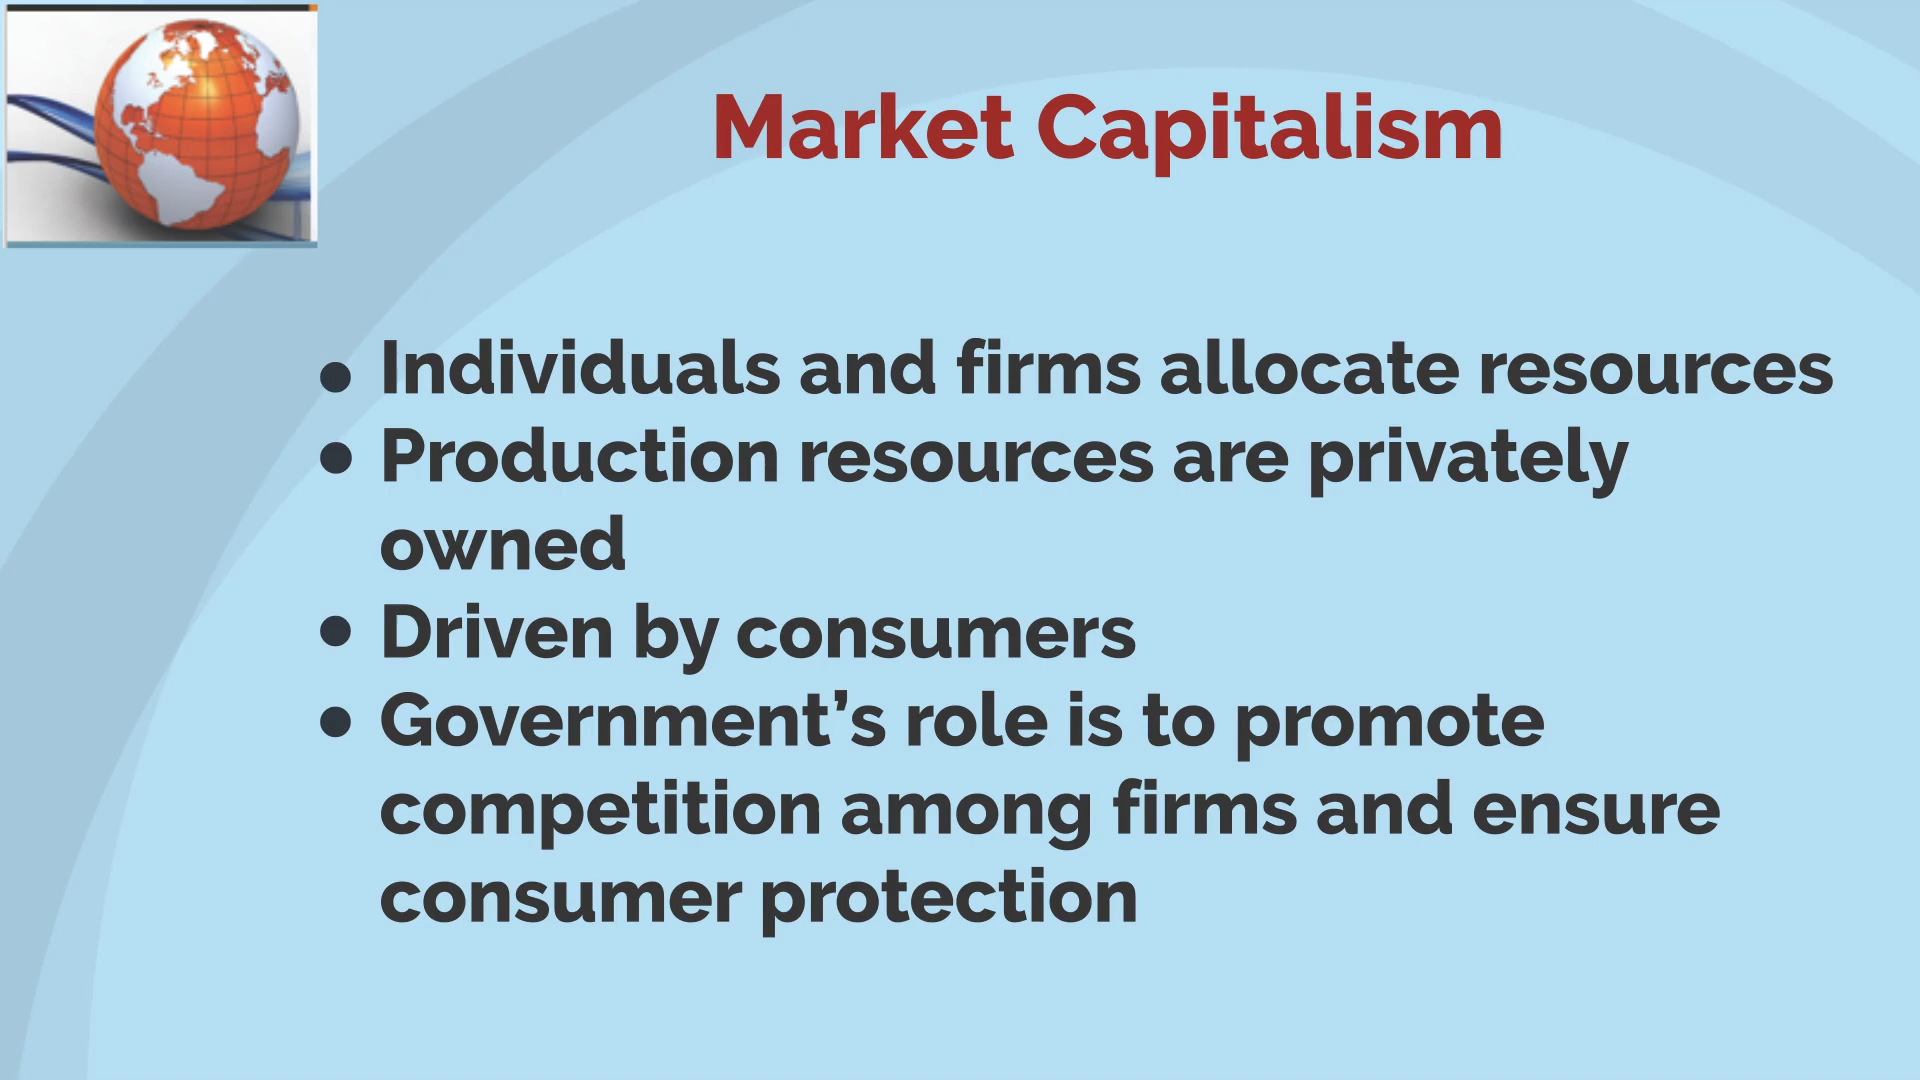 Market Capitalism
● Individuals and firms allocate resources
● Production resources are privately
owned
● Driven by consumers
● Government’s role is to promote
competition among firms and ensure
consumer protection